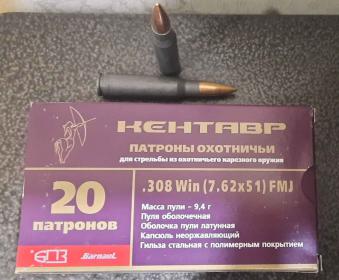 КЕНТАВР
ПАТРОНЫ ОХОТНИЧЬИ
для стрельбы из охотничьего нарезного оружия
20
патронов
.308 Win (7.62x51) FMJ
Масса пули - 9,4 г
Пуля оболочечная
Оболочка пули латунная
Капсюль неоржавляющий
Гильза стальная с полимерным покрытием
Barnaul